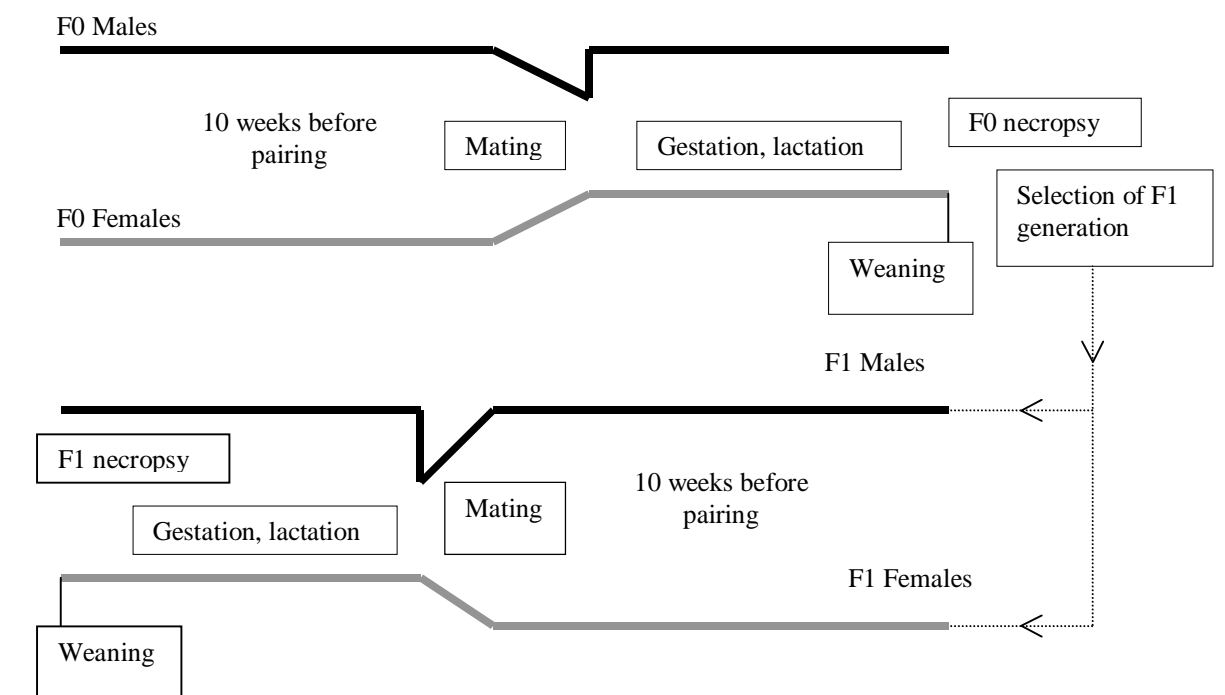 F0 Males
10 weeks before
pairing
Mating
Gestation, lactation
F0 necropsy
F0 Females
Selection of F1
generation
Weaning
F1 Males
F1 necropsy
10 weeks before
pairing
Mating
Gestation, lactation
F1 Females
Weaning